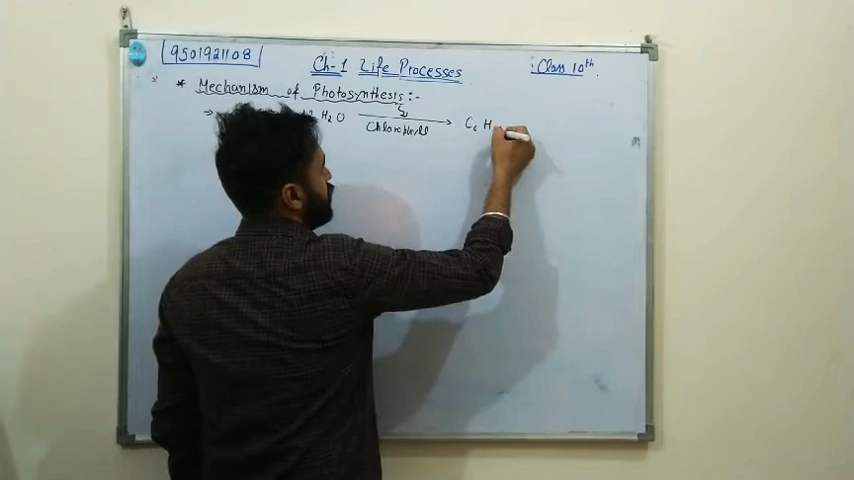 9501921108
Ch-1 Life Processes
Class 10th
* Mechanism of Photosynthesis :-
→ H2O → C6 H
Chlorophyll